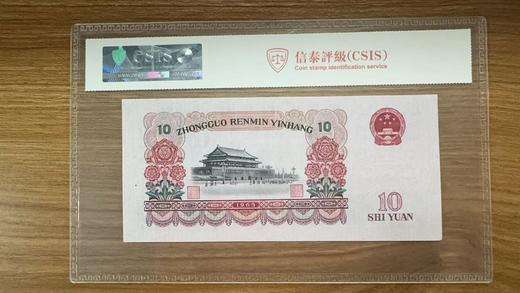 CSIS
信泰評級(CSIS)
Coin stamp identification service
10 10
ZHONGGUO RENMIN YINHANG
1965
10
SHI YUAN